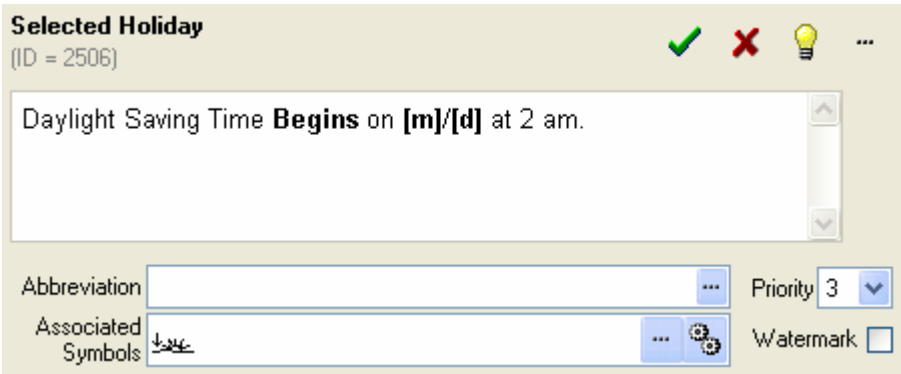 Selected Holiday
(ID = 2506)
...
Daylight Saving Time Begins on [m]/[d] at 2 am.
Abbreviation
...
Priority 3
Associated
Symbols
...
Watermark